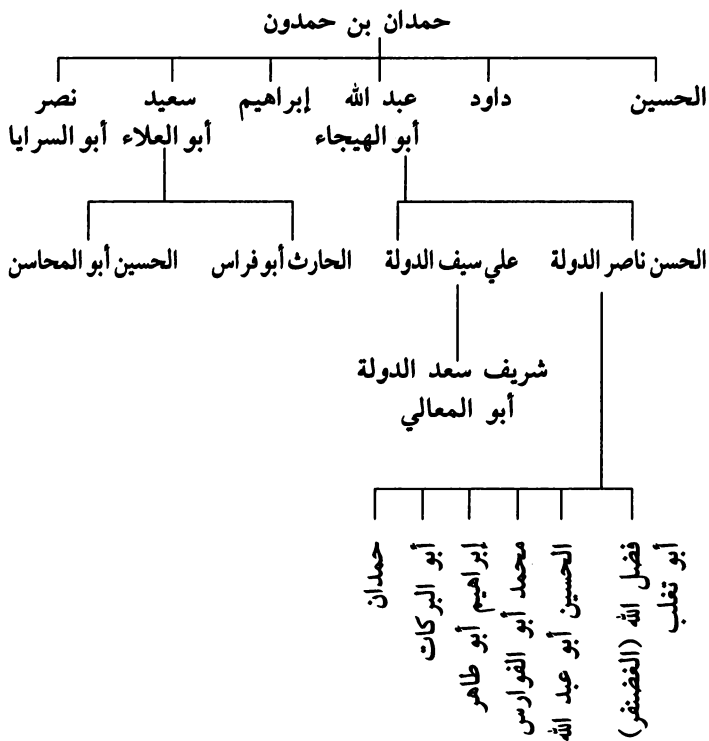 حمدان بن حمدون
الحسين داود عبد الله إبراهيم سعيد نصر
أبو الهيجاء أبو العلاء أبو السرايا
الحسن ناصر الدولة علي سيف الدولة الحارث أبو فراس الحسين أبو المحاسن
شريف سعد الدولة
أبو المعالي
أبو تغلب
فضل الله (الغضنفر)
الحسين أبو عبد الله
محمد أبو الفوارس
إبراهيم أبو طاهر
أبو البركات
حمدان